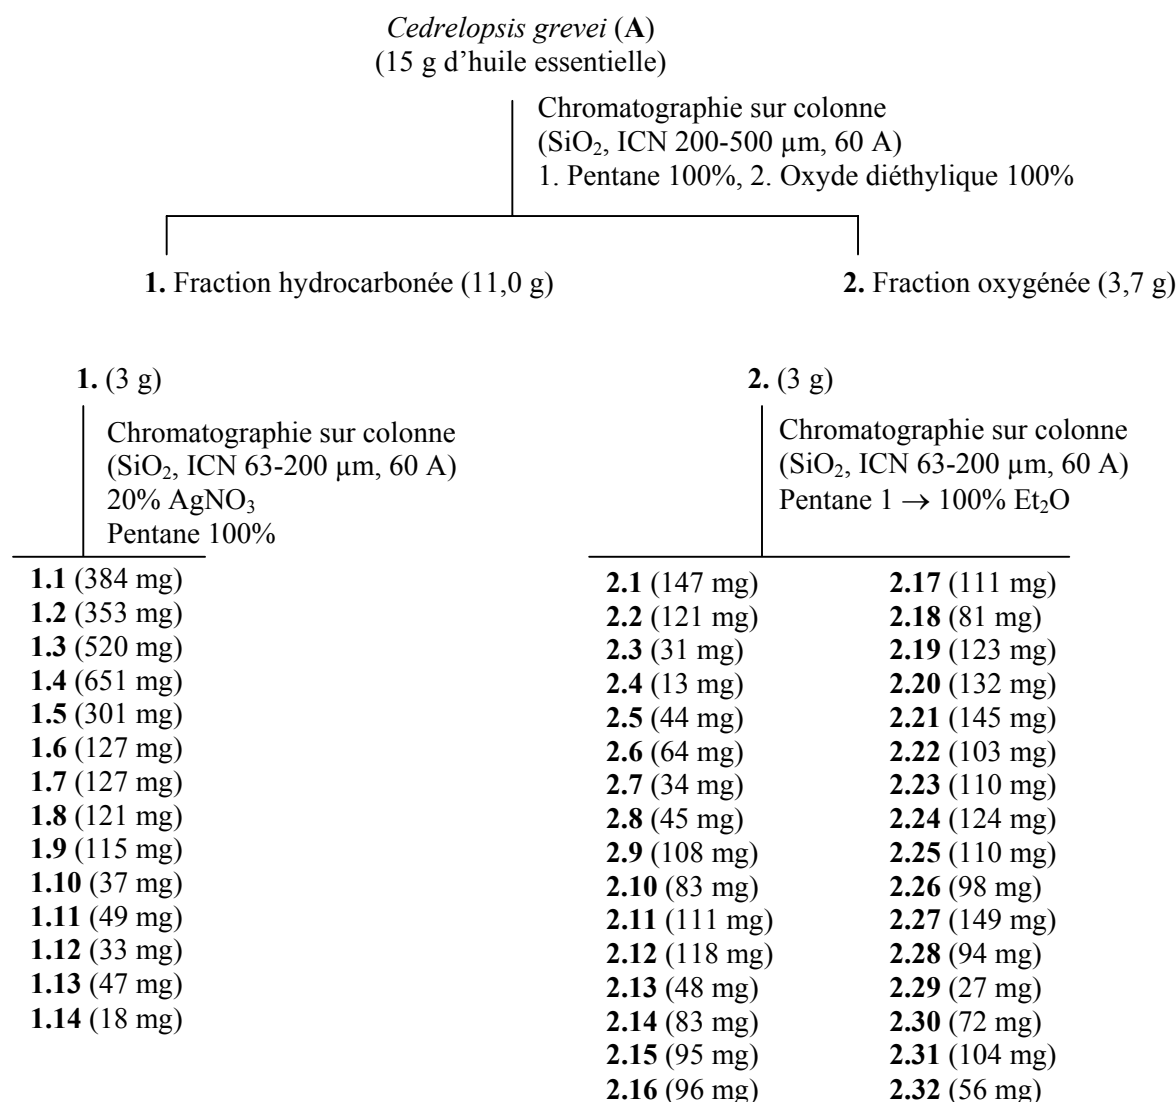 Cedrelopsis grevei (A)
(15 g d’huile essentielle)
Chromatographie sur colonne
(SiO₂, ICN 200-500 µm, 60 A)
1. Pentane 100%, 2. Oxyde diéthylique 100%
1. Fraction hydrocarbonée (11,0 g)
2. Fraction oxygénée (3,7 g)
1. (3 g)
Chromatographie sur colonne
(SiO₂, ICN 63-200 µm, 60 A)
20% AgNO₃
Pentane 100%
1.1 (384 mg)
1.2 (353 mg)
1.3 (520 mg)
1.4 (651 mg)
1.5 (301 mg)
1.6 (127 mg)
1.7 (127 mg)
1.8 (121 mg)
1.9 (115 mg)
1.10 (37 mg)
1.11 (49 mg)
1.12 (33 mg)
1.13 (47 mg)
1.14 (18 mg)
2. (3 g)
Chromatographie sur colonne
(SiO₂, ICN 63-200 µm, 60 A)
Pentane 1 → 100% Et₂O
2.1 (147 mg)
2.2 (121 mg)
2.3 (31 mg)
2.4 (13 mg)
2.5 (44 mg)
2.6 (64 mg)
2.7 (34 mg)
2.8 (45 mg)
2.9 (108 mg)
2.10 (83 mg)
2.11 (111 mg)
2.12 (118 mg)
2.13 (48 mg)
2.14 (83 mg)
2.15 (95 mg)
2.16 (96 mg)
2.17 (111 mg)
2.18 (81 mg)
2.19 (123 mg)
2.20 (132 mg)
2.21 (145 mg)
2.22 (103 mg)
2.23 (110 mg)
2.24 (124 mg)
2.25 (110 mg)
2.26 (98 mg)
2.27 (149 mg)
2.28 (94 mg)
2.29 (27 mg)
2.30 (72 mg)
2.31 (104 mg)
2.32 (56 mg)